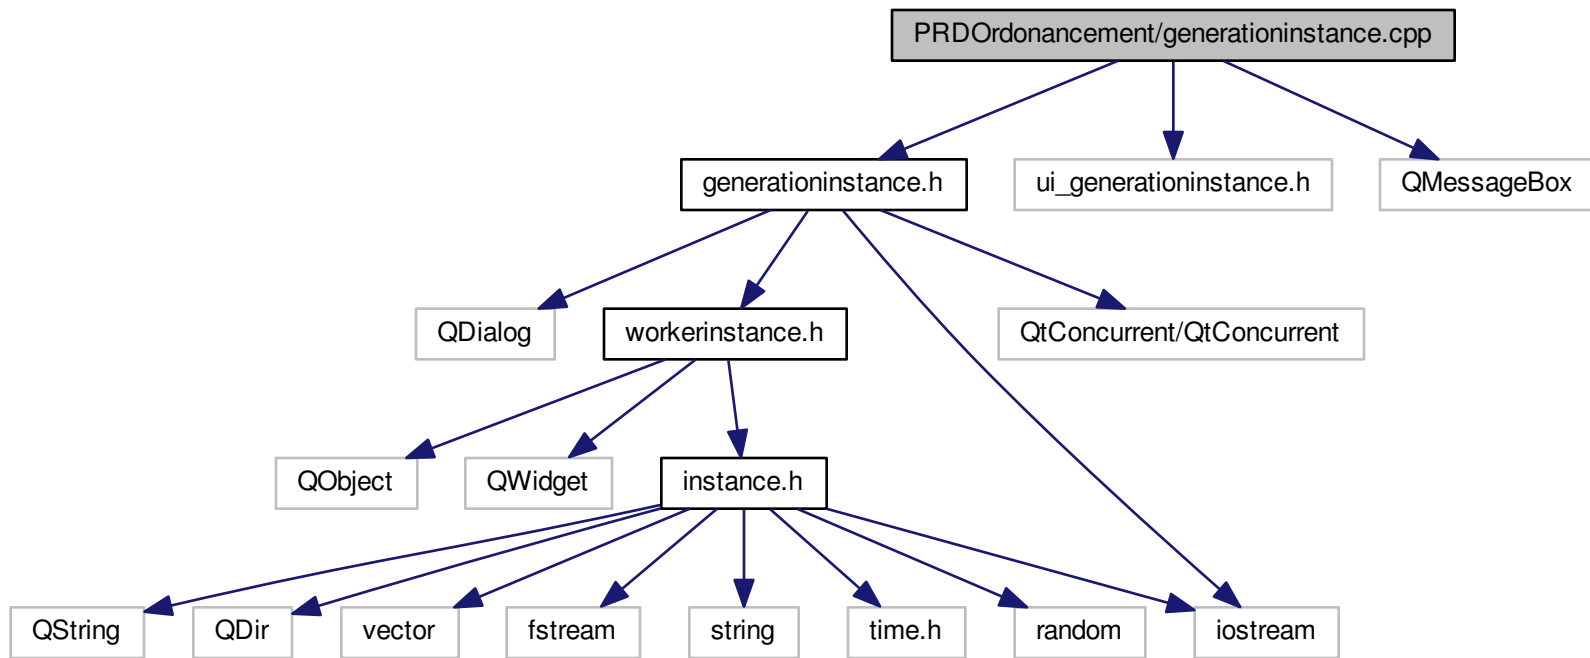 PRDOrdonancement/generationinstance.cpp
generationinstance.h
ui_generationinstance.h
QMessageBox
QDialog
workerinstance.h
QtConcurrent/QtConcurrent
QObject
QWidget
instance.h
QString
QDir
vector
fstream
string
time.h
random
iostream